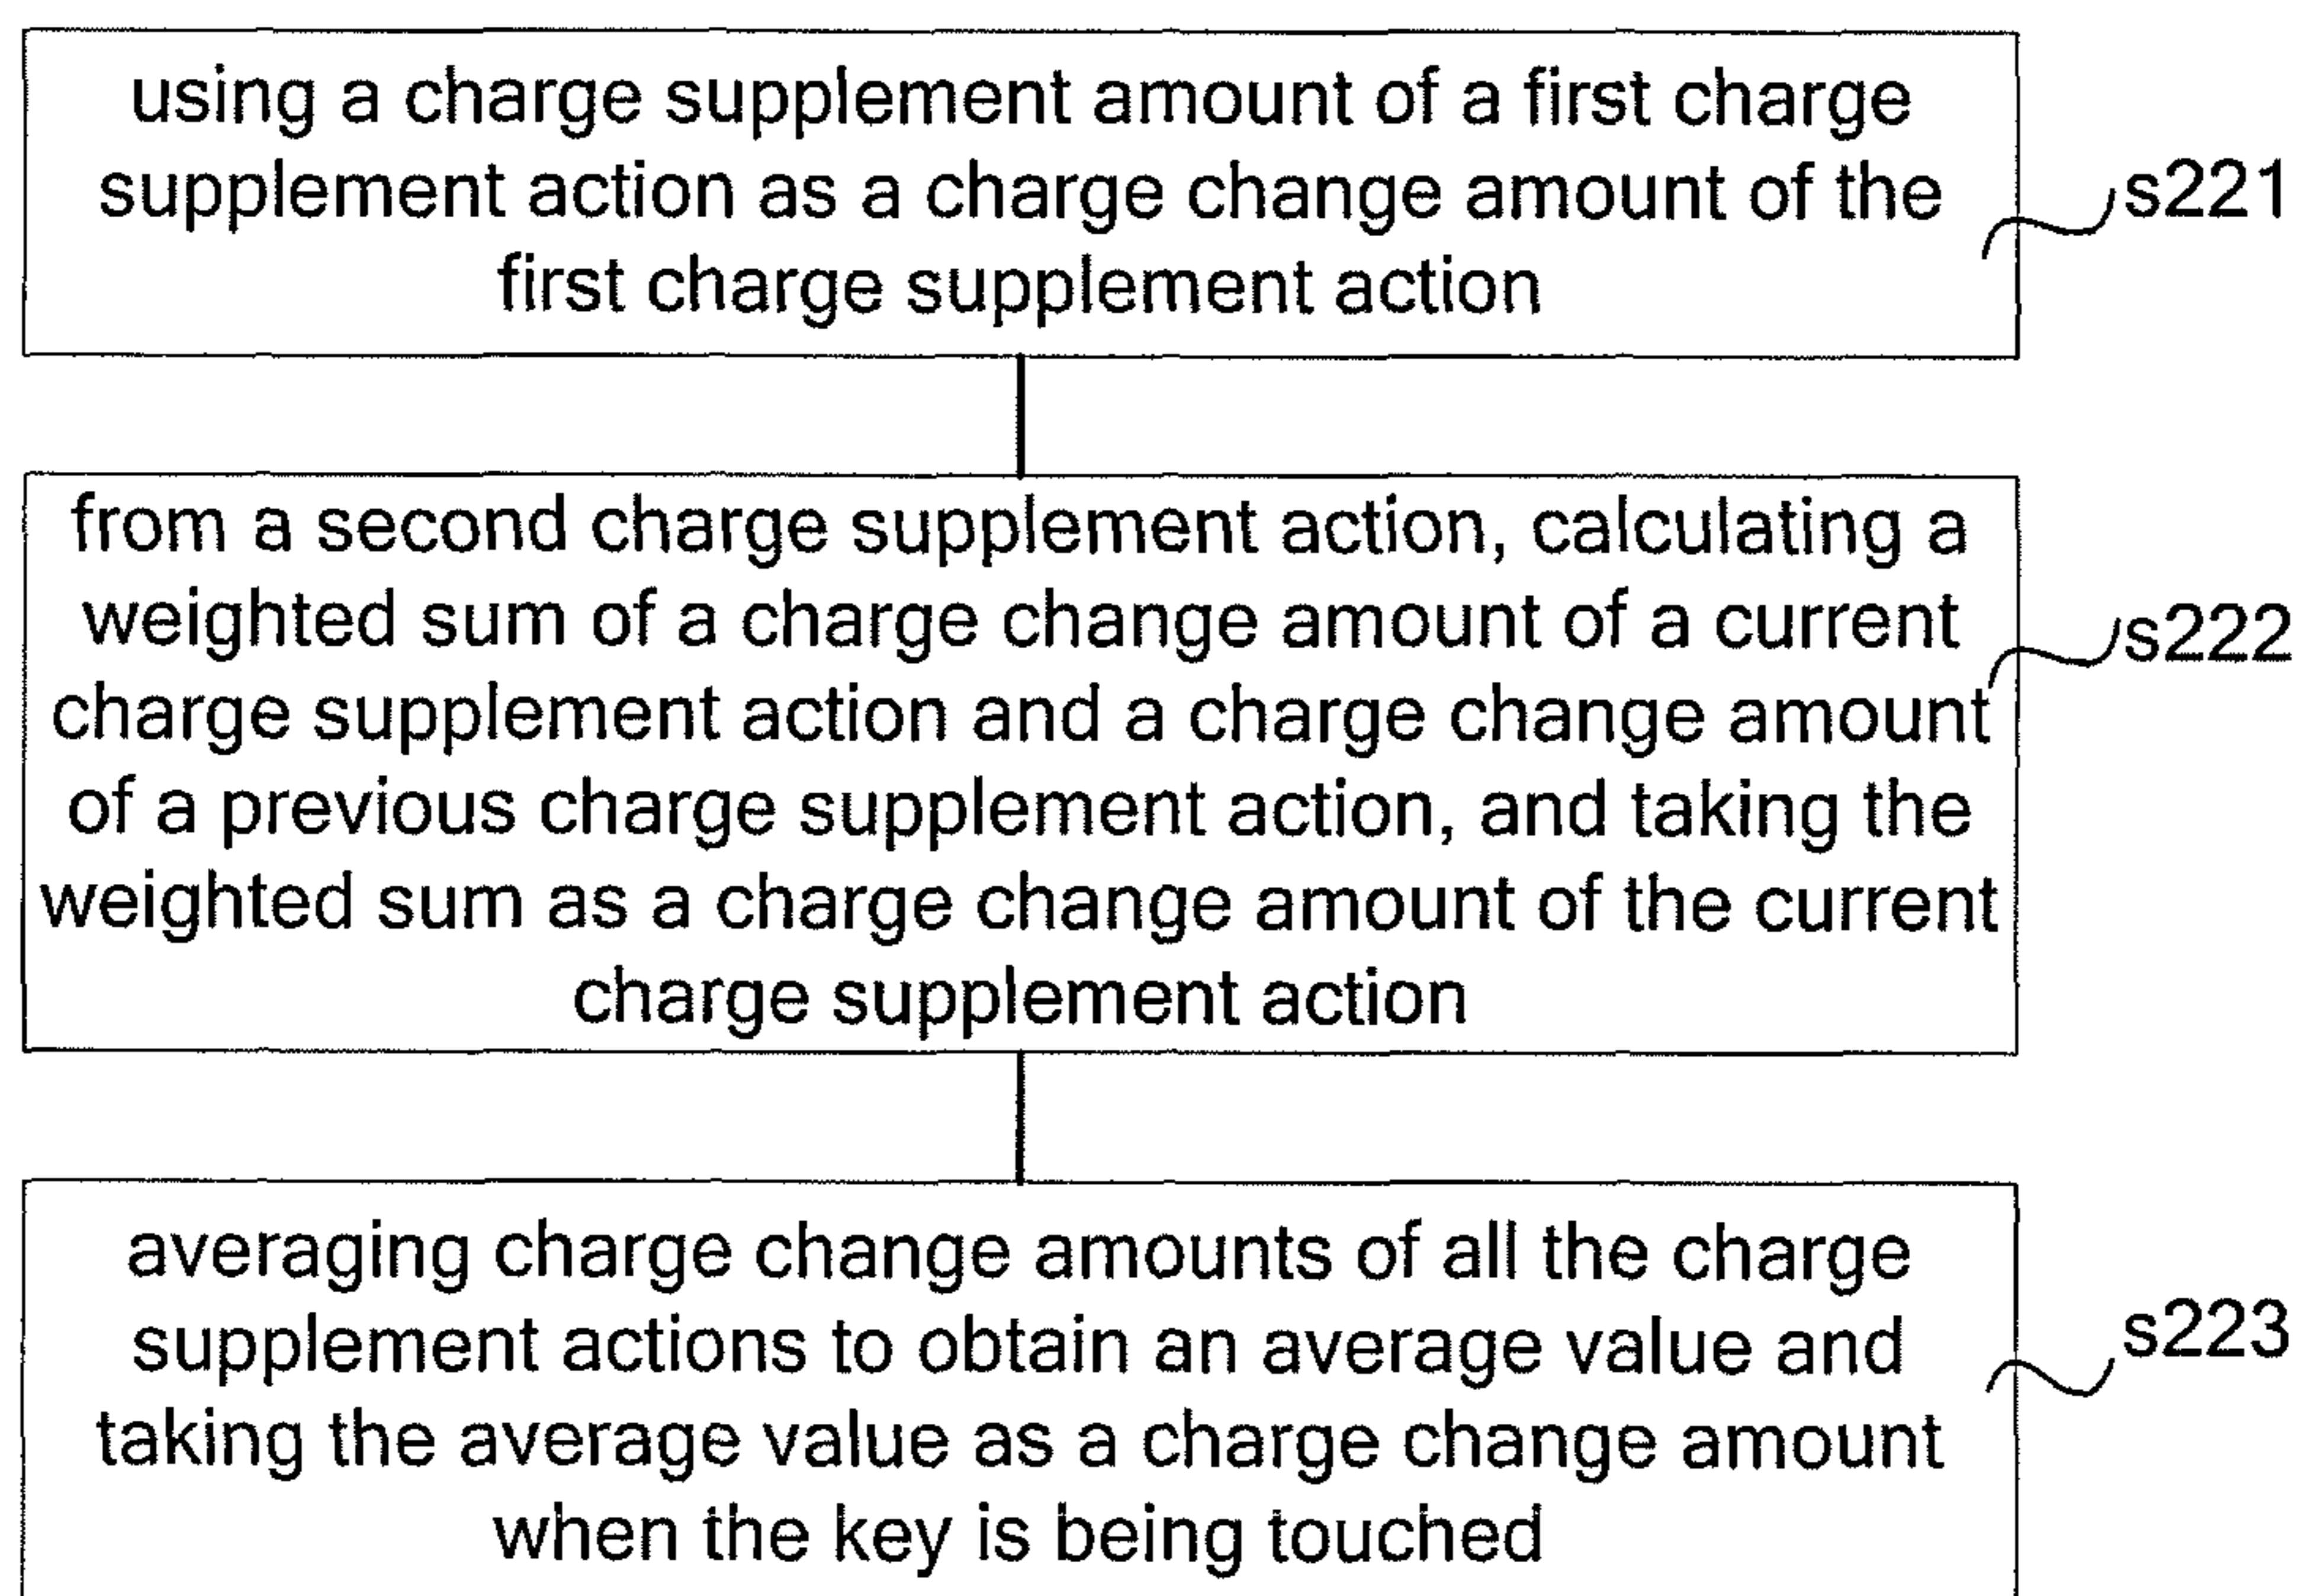 using a charge supplement amount of a first charge
supplement action as a charge change amount of the
first charge supplement action
s221
from a second charge supplement action, calculating a
weighted sum of a charge change amount of a current
charge supplement action and a charge change amount
of a previous charge supplement action, and taking the
weighted sum as a charge change amount of the current
charge supplement action
s222
averaging charge change amounts of all the charge
supplement actions to obtain an average value and
taking the average value as a charge change amount
when the key is being touched
s223